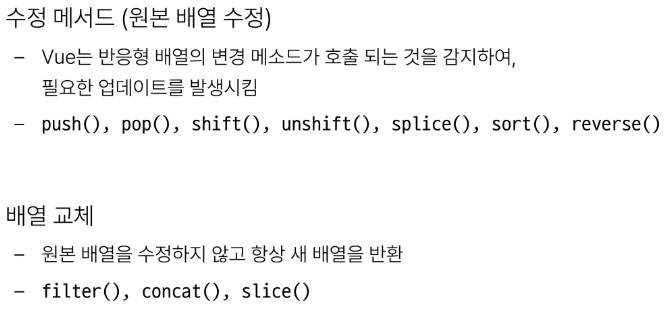 수정 메서드 (원본 배열 수정)
– Vue는 반응형 배열의 변경 메소드가 호출 되는 것을 감지하여,
필요한 업데이트를 발생시킴
– push(), pop(), shift(), unshift(), splice(), sort(), reverse()
배열 교체
– 원본 배열을 수정하지 않고 항상 새 배열을 반환
– filter(), concat(), slice()